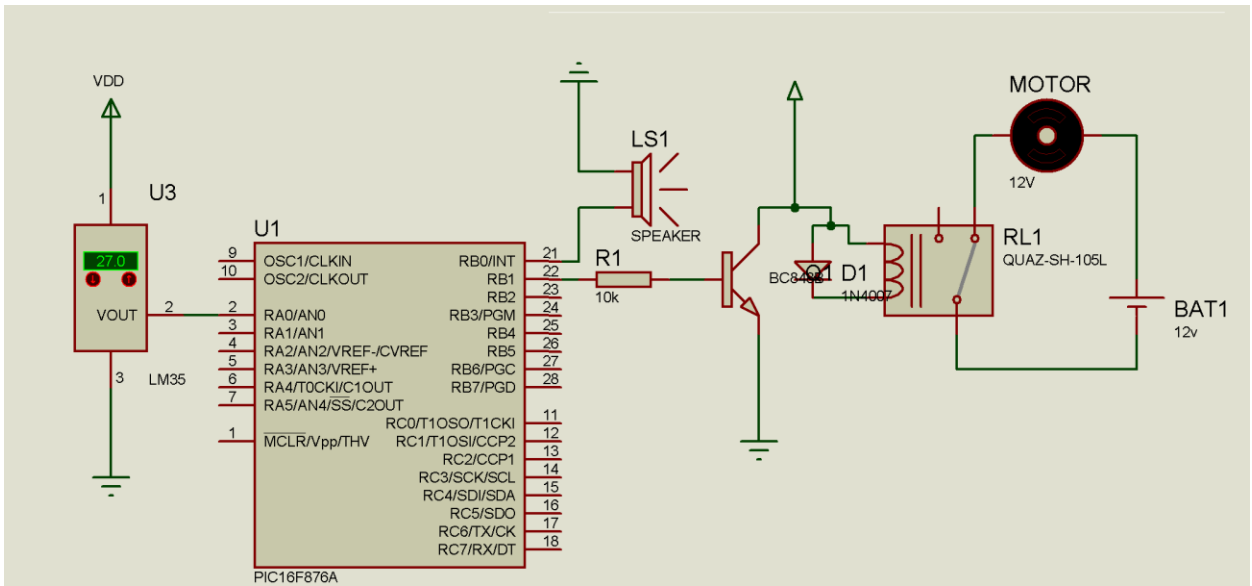 VDD
1
U3
27.0
VOUT
2
3
LM35
U1
9
OSC1/CLKIN
10
OSC2/CLKOUT
2
RA0/AN0
3
RA1/AN1
4
RA2/AN2/VREF-/CVREF
5
RA3/AN3/VREF+
6
RA4/T0CKI/C1OUT
7
RA5/AN4/SS/C2OUT
1
MCLR/Vpp/THV
RB0/INT
21
RB1
22
RB2
23
RB3/PGM
24
RB4
25
RB5
26
RB6/PGC
27
RB7/PGD
28
RC0/T1OSO/T1CKI
11
RC1/T1OSI/CCP2
12
RC2/CCP1
13
RC3/SCK/SCL
14
RC4/SDI/SDA
15
RC5/SDO
16
RC6/TX/CK
17
RC7/RX/DT
18
PIC16F876A
LS1
SPEAKER
R1
10k
Q1
BC848B
D1
1N4007
MOTOR
12V
RL1
QUAZ-SH-105L
BAT1
12v